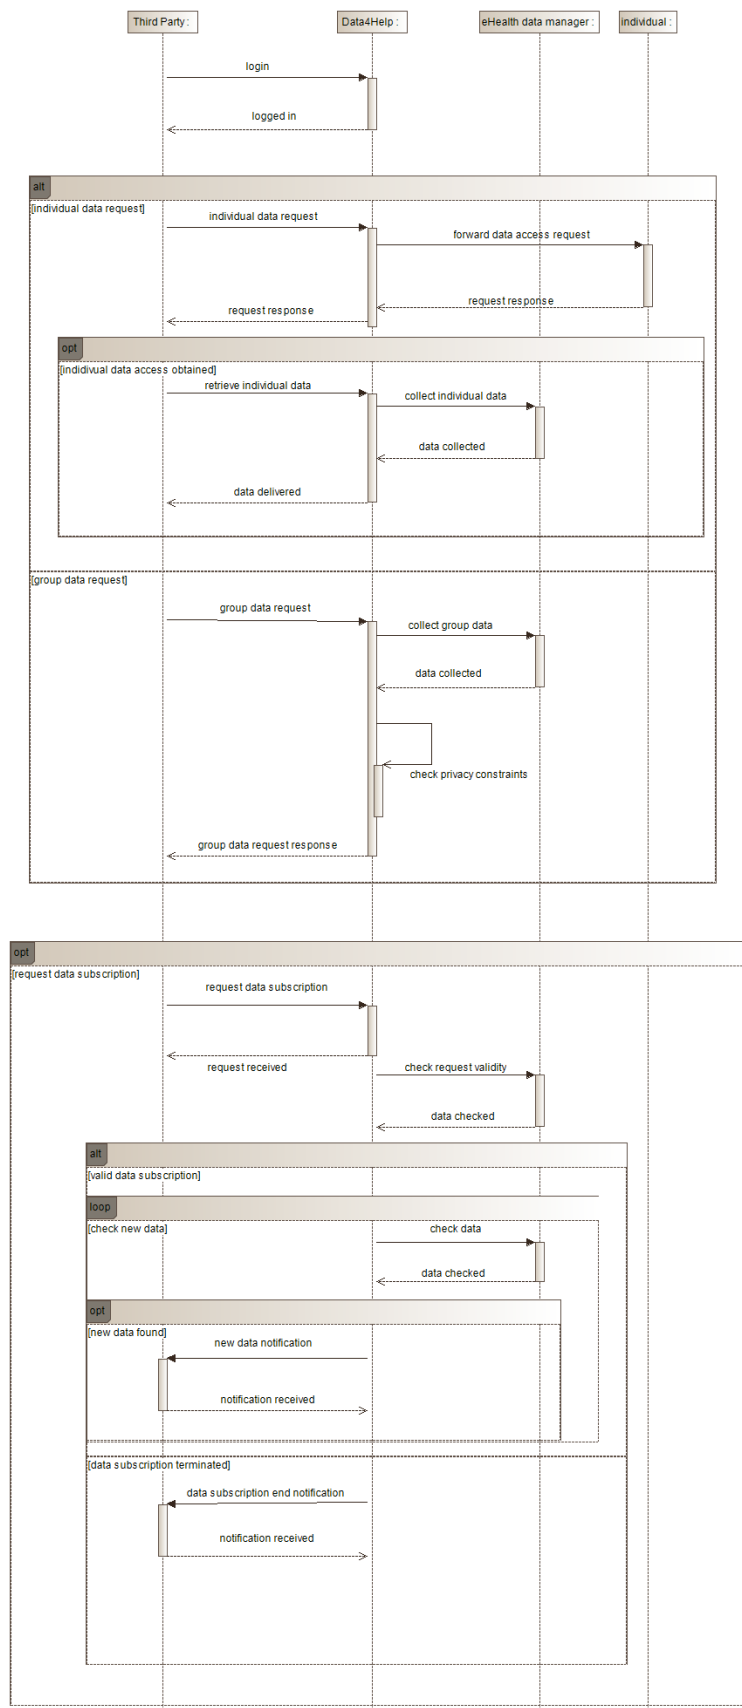 Third Party :
Data4Help :
eHealth data manager :
individual :
login
logged in
alt
[individual data request]
individual data request
forward data access request
request response
request response
opt
[indidivual data access obtained]
retrieve individual data
collect individual data
data collected
data delivered
[group data request]
group data request
collect group data
data collected
check privacy constraints
group data request response
opt
[request data subscription]
request data subscription
request received
check request validity
data checked
alt
[valid data subscription]
loop
[check new data]
check data
data checked
opt
[new data found]
new data notification
notification received
[data subscription terminated]
data subscription end notification
notification received